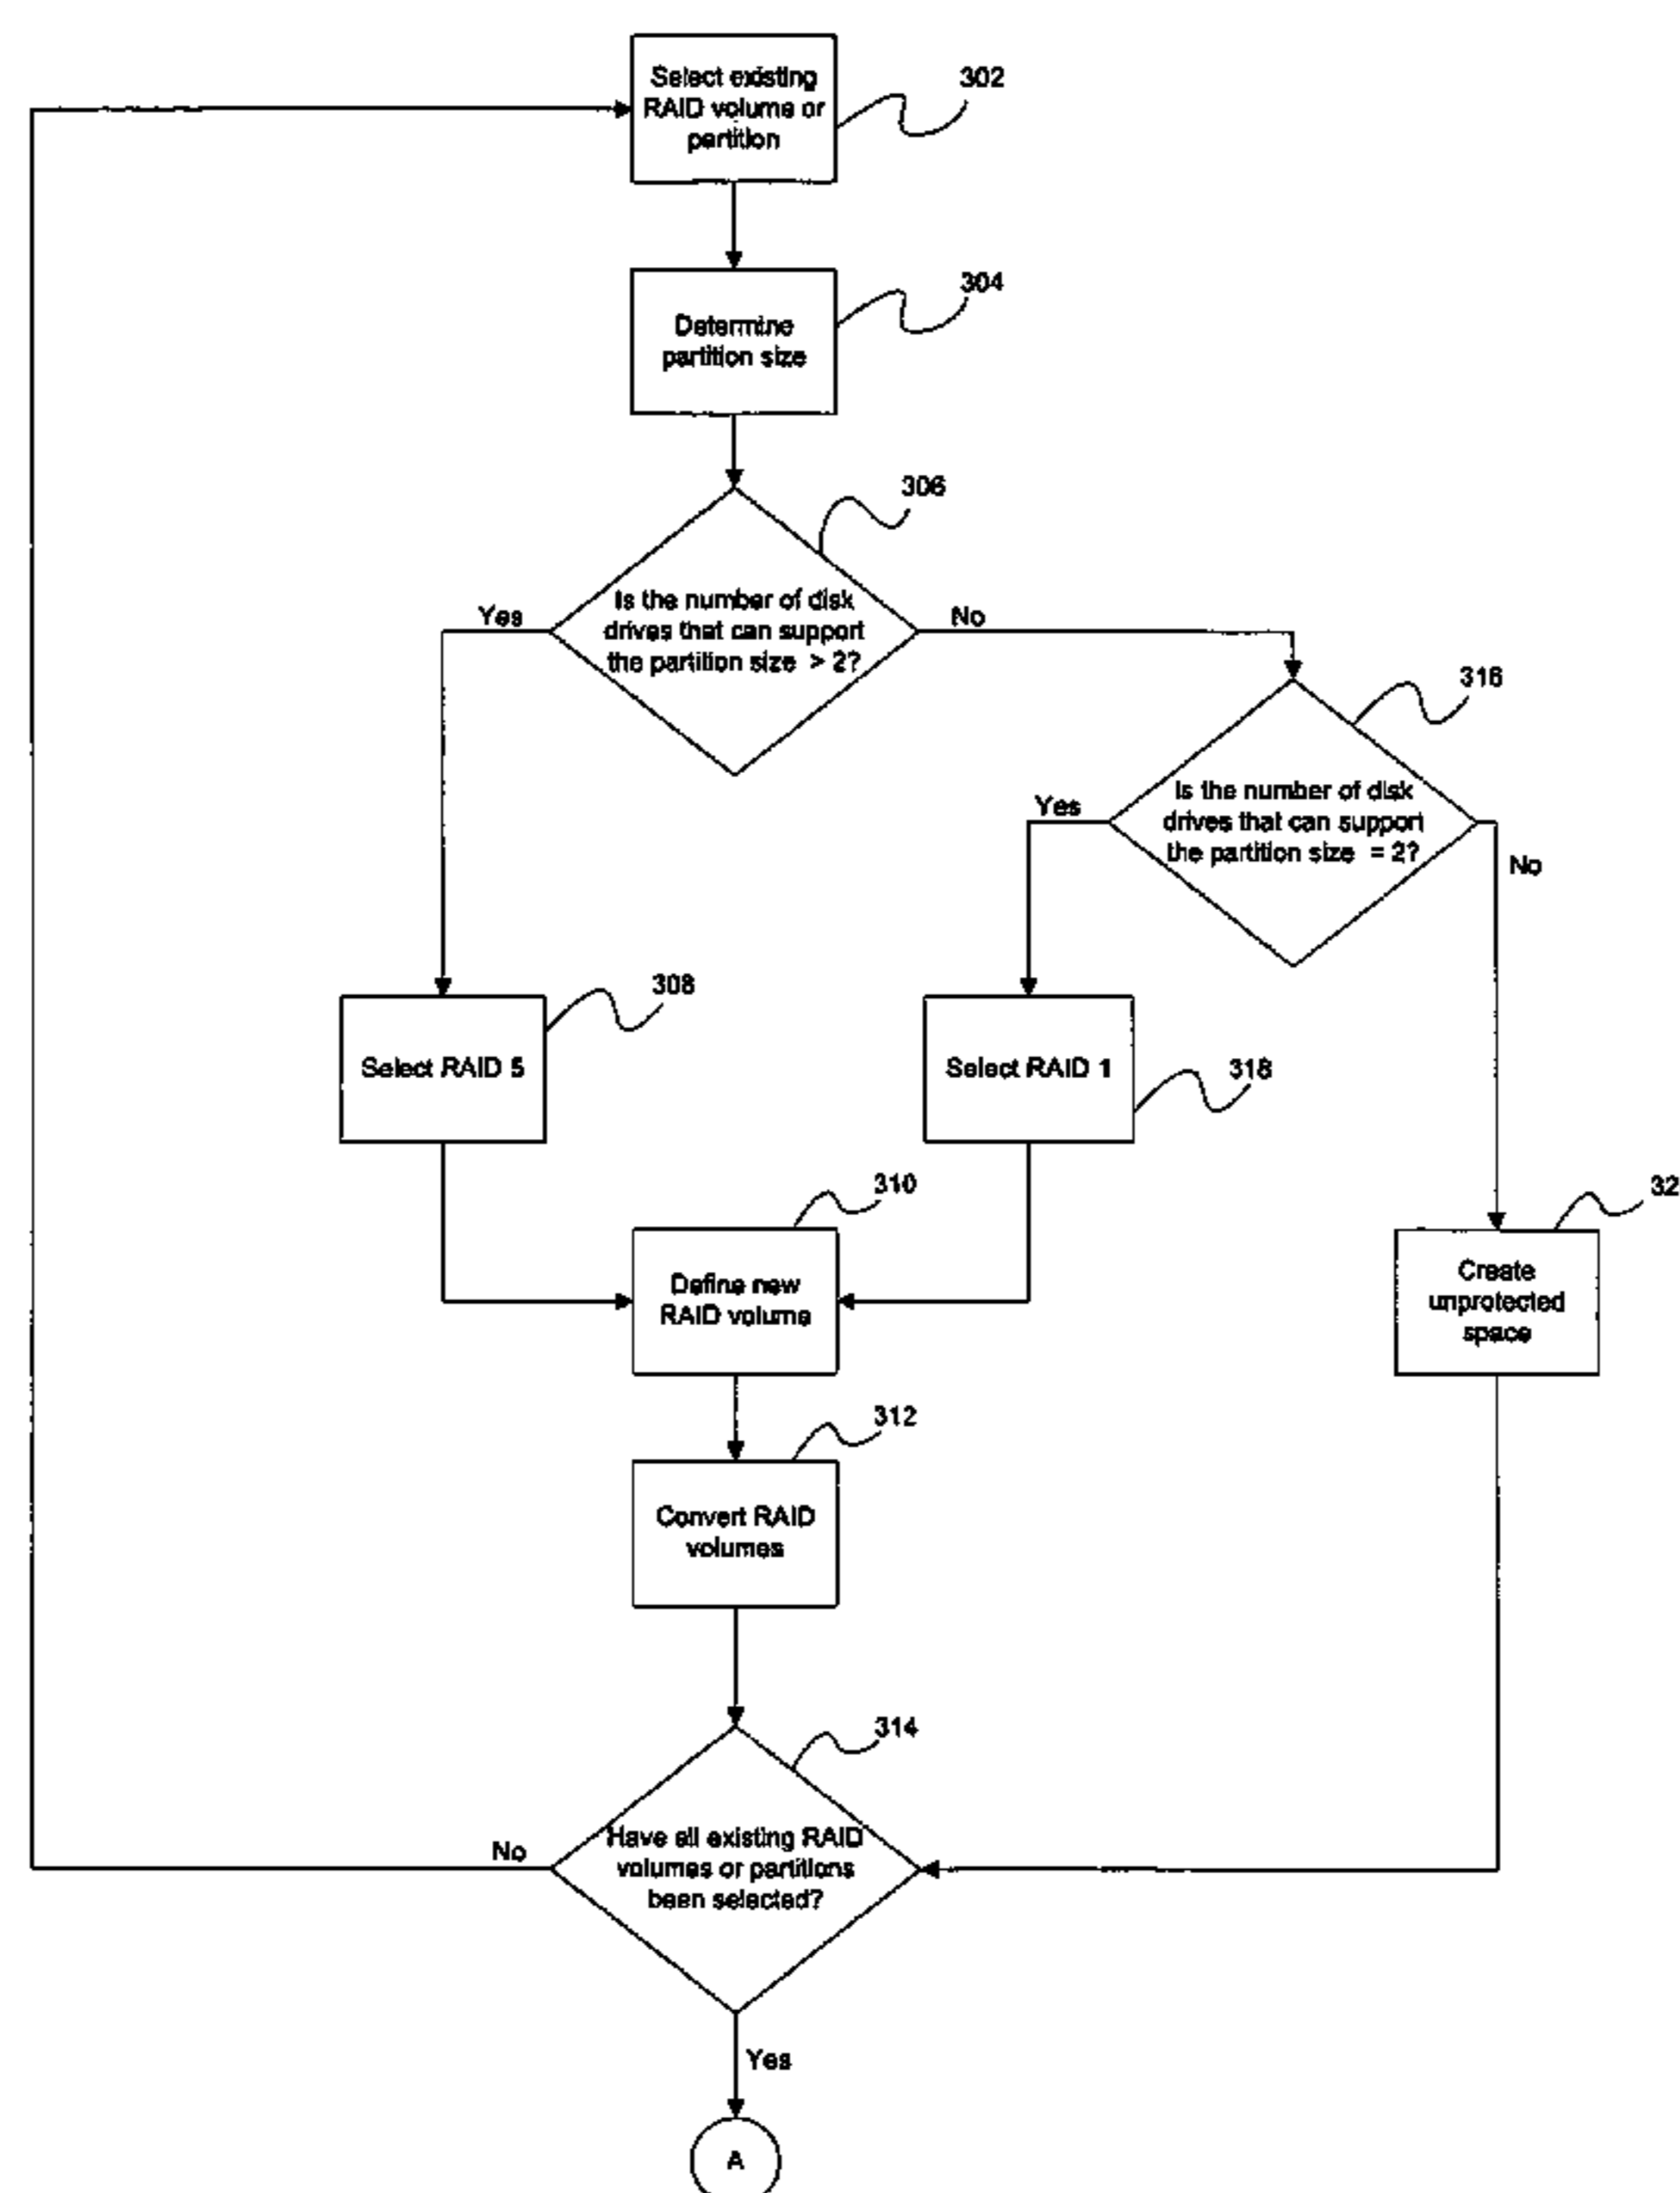 Select existing
RAID volume or
partition
302
Determine
partition size
304
306
Is the number of disk
drives that can support
the partition size > 2?
Yes
No
316
Is the number of disk
drives that can support
the partition size = 2?
Yes
No
308
Select RAID 5
Select RAID 1
318
310
Define new
RAID volume
32
Create
unprotected
space
312
Convert RAID
volumes
314
Have all existing RAID
volumes or partitions
been selected?
No
Yes
A